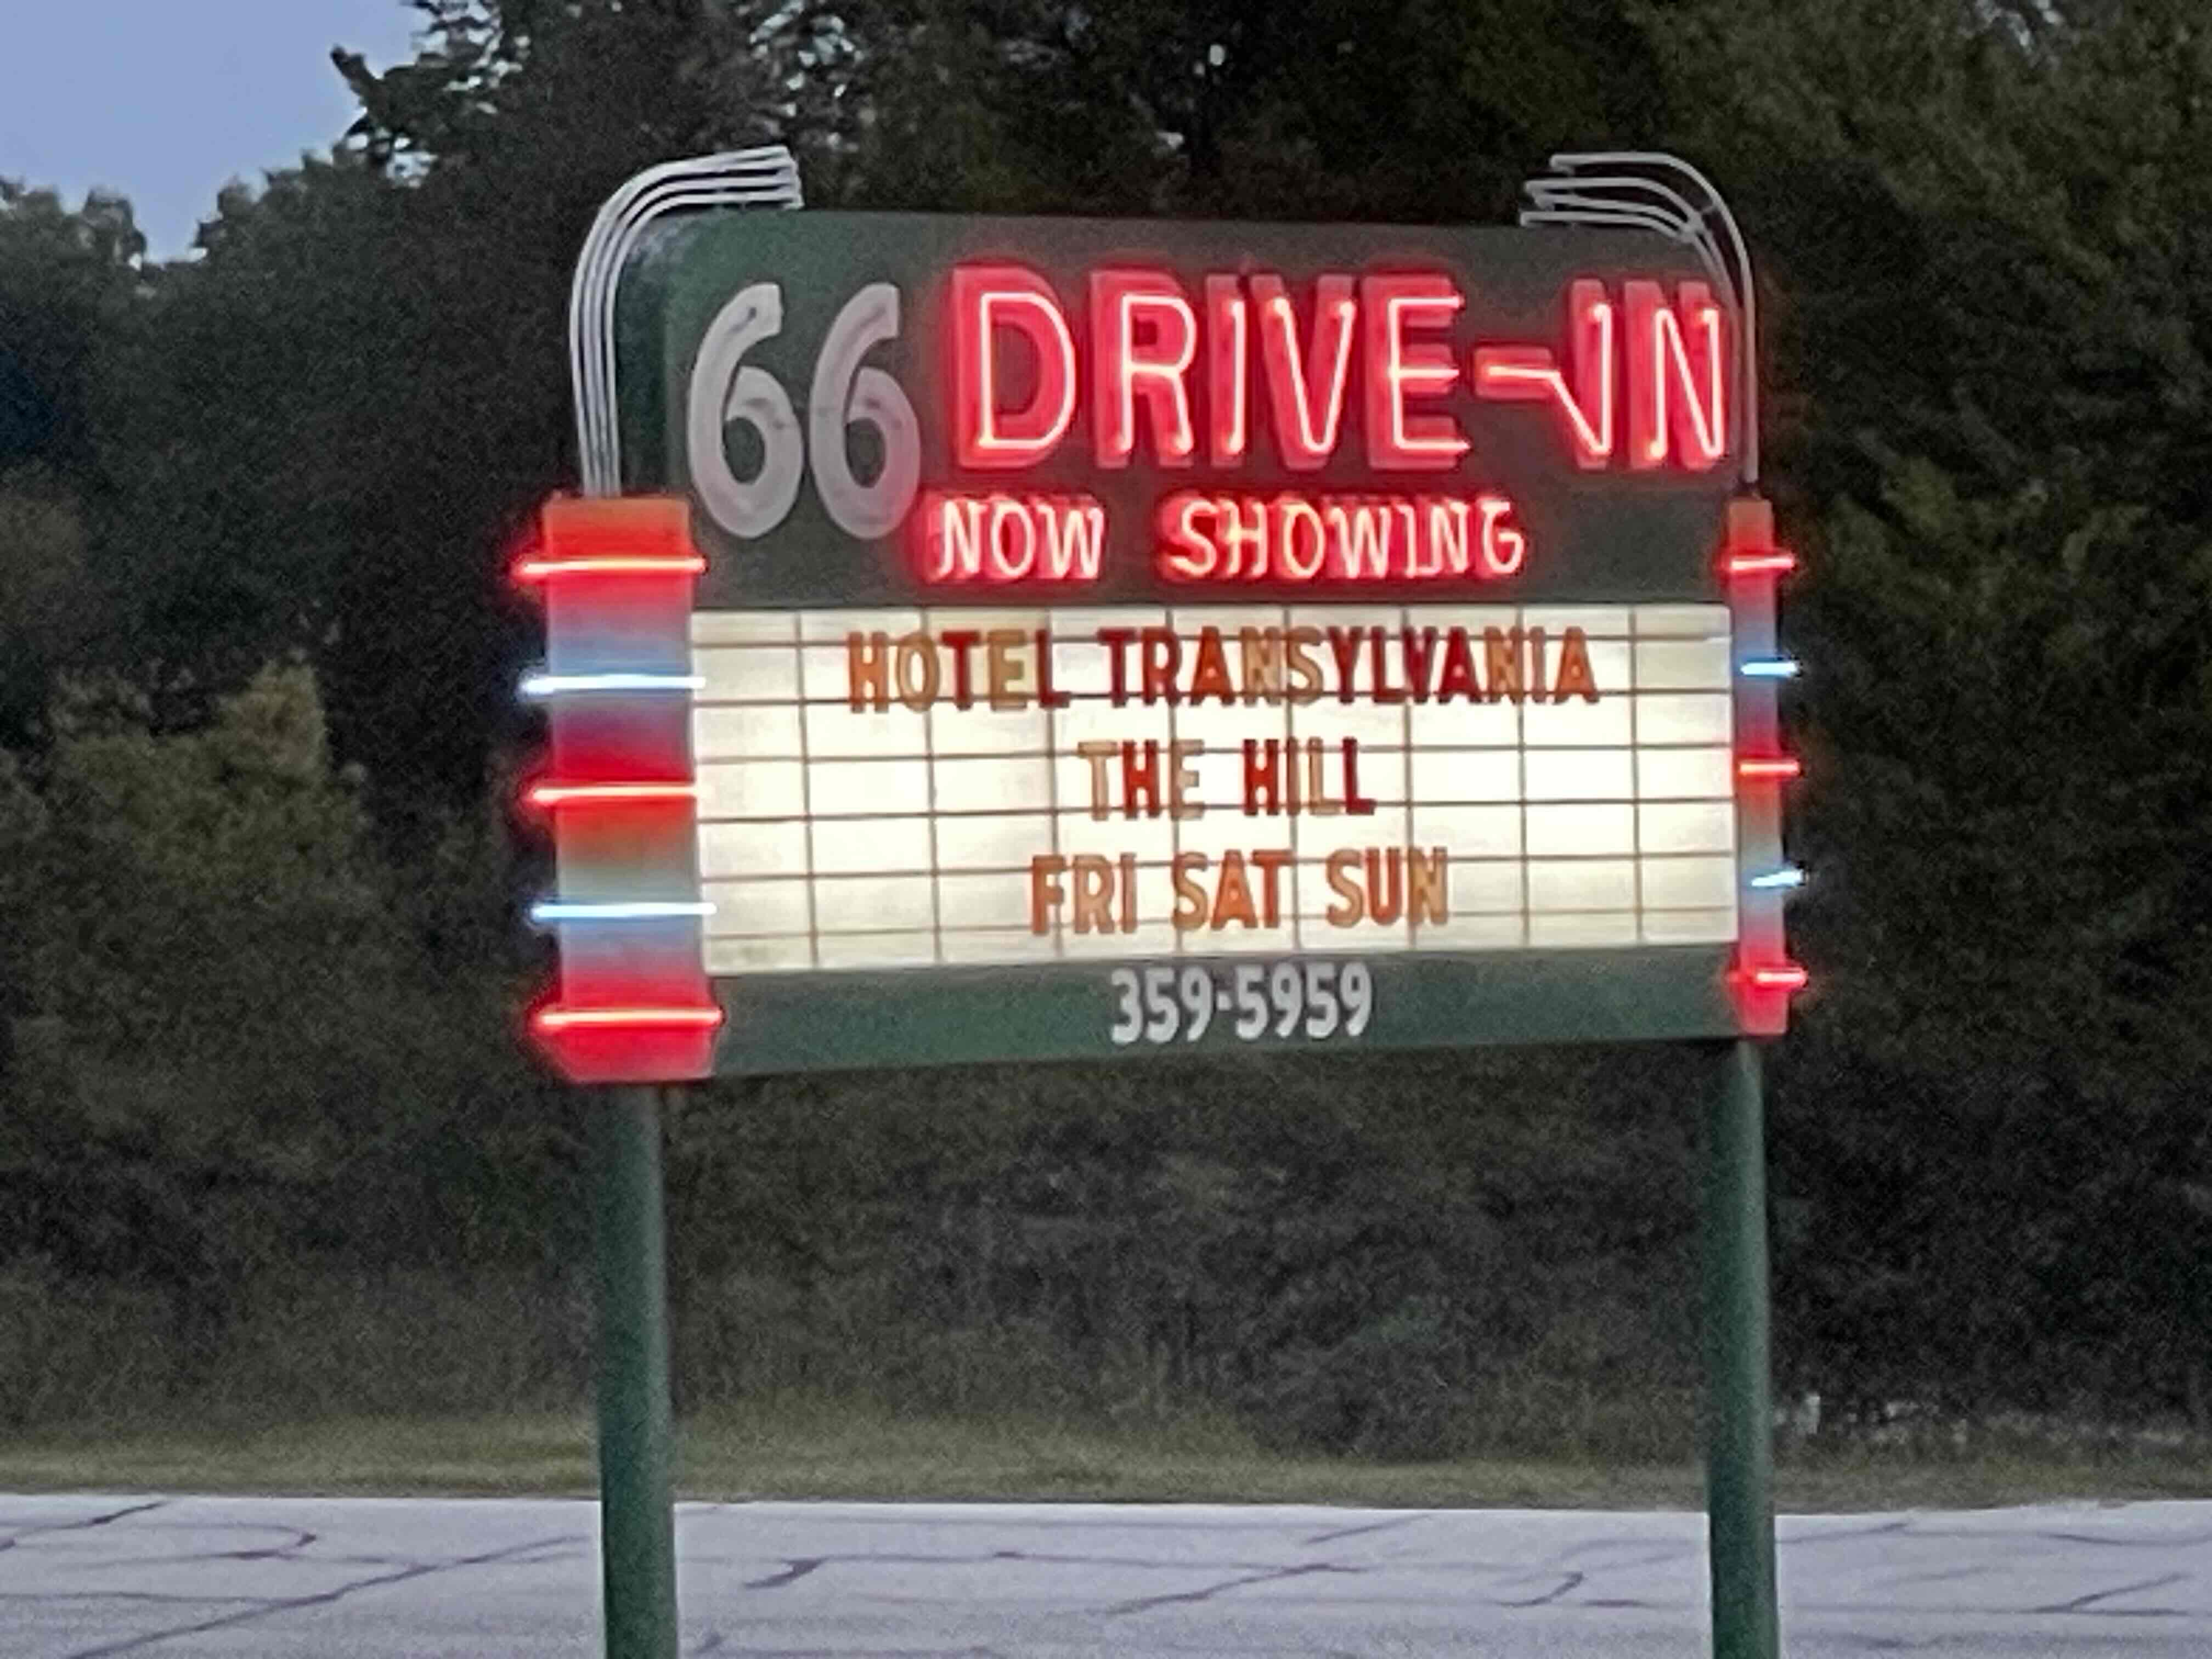 66 DRIVE-IN
NOW SHOWING
HOTEL TRANSYLVANIA
THE HILL
FRI SAT SUN
359-5959